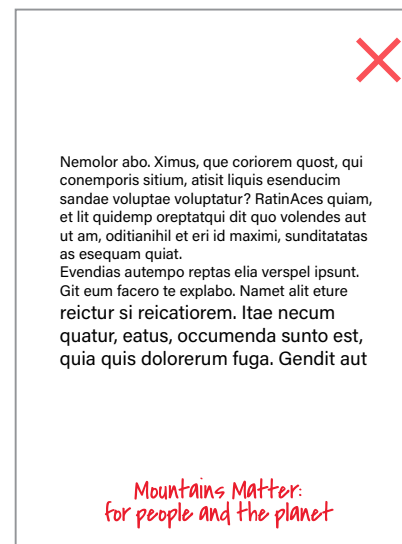 Nemolor abo. Ximus, que coriorem quost, qui
conemporis sitium, atisit liquis esenducim
sandae voluptae voluptatur? RatinAces quiam,
et lit quidemp oreptatqui dit quo volendes aut
ut am, oditianihil et eri id maximi, sunditatatas
as esequam quiat.
Evendias autempo reptas elia verspel ipsunt.
Git eum facero te explabo. Namet alit eture
reictur si reicatiorem. Itae necum
quatur, eatus, occumenda sunto est,
quia quis dolorerum fuga. Gendit aut
Mountains Matter:
for people and the planet